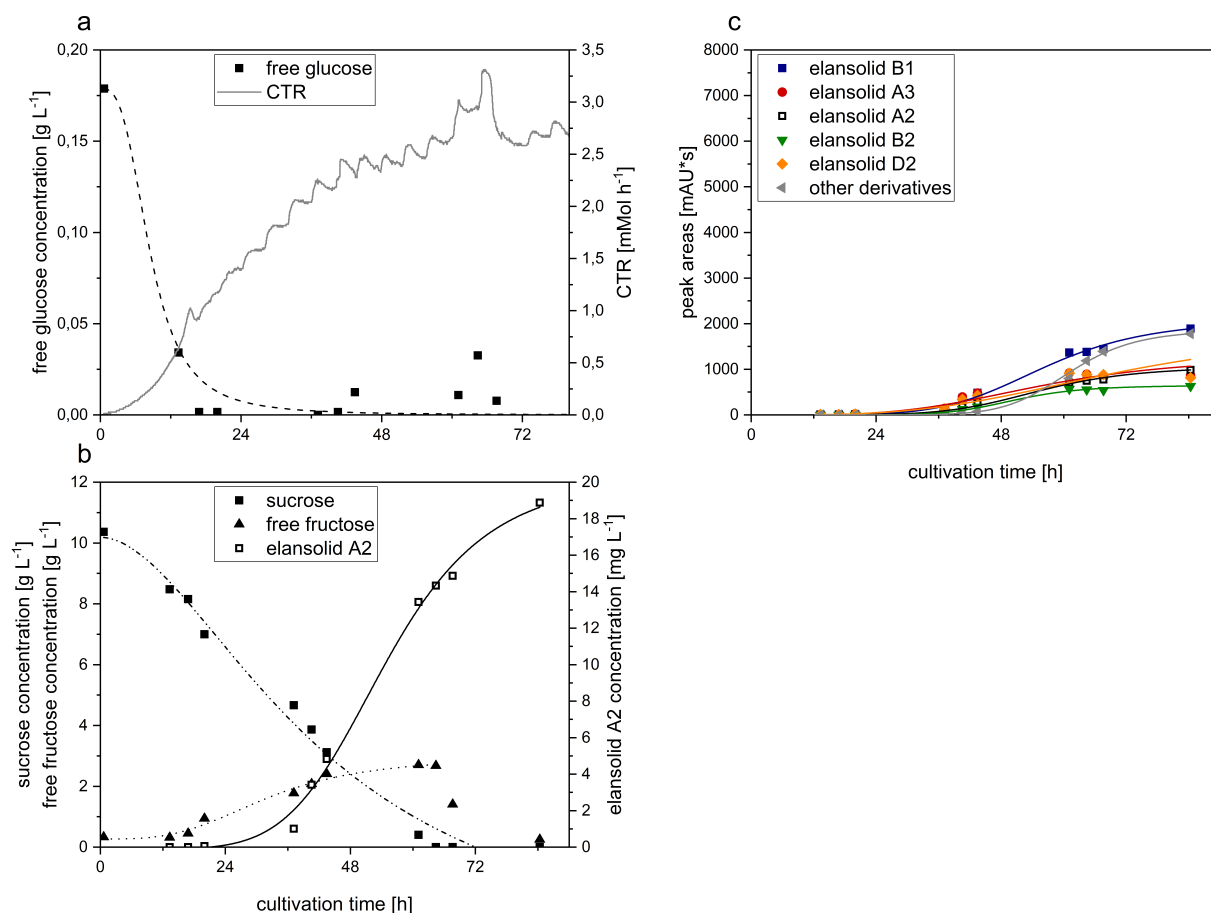 a
free glucose concentration [g L⁻¹]
0,20
0,15
0,10
0,05
0,00
free glucose
CTR
3,5
3,0
2,5
2,0
1,5
1,0
0,5
0,0
CTR [mMol h⁻¹]
0
24
48
72
b
sucrose concentration [g L⁻¹]
free fructose concentration [g L⁻¹]
12
10
8
6
4
2
0
sucrose
free fructose
elansolid A2
20
18
16
14
12
10
8
6
4
2
0
elansolid A2 concentration [mg L⁻¹]
0
24
48
72
cultivation time [h]
c
peak areas [mAU*s]
8000
7000
6000
5000
4000
3000
2000
1000
0
elansolid B1
elansolid A3
elansolid A2
elansolid B2
elansolid D2
other derivatives
0
24
48
72
cultivation time [h]